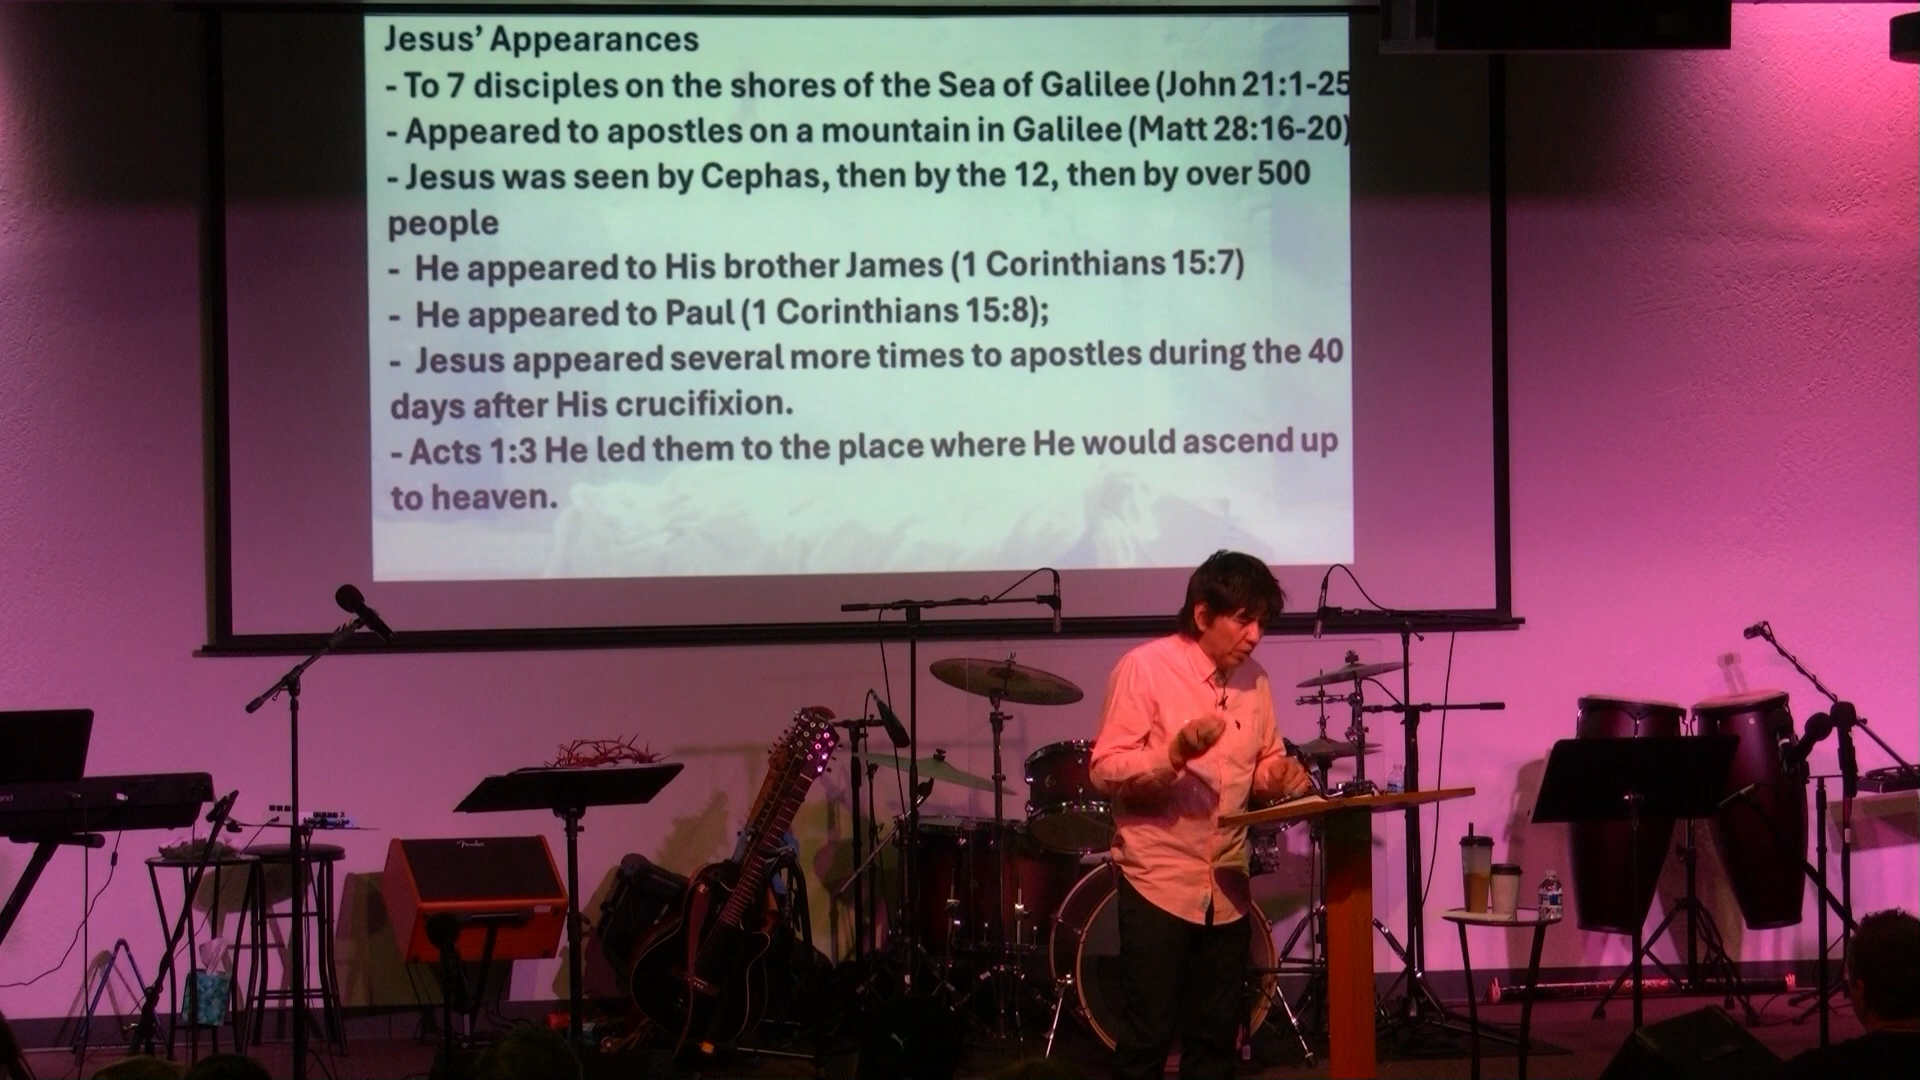 Jesus' Appearances
- To 7 disciples on the shores of the Sea of Galilee (John 21:1-25
- Appeared to apostles on a mountain in Galilee (Matt 28:16-20)
- Jesus was seen by Cephas, then by the 12, then by over 500
people
- He appeared to His brother James (1 Corinthians 15:7)
- He appeared to Paul (1 Corinthians 15:8);
- Jesus appeared several more times to apostles during the 40
days after His crucifixion.
- Acts 1:3 He led them to the place where He would ascend up
to heaven.
Fender